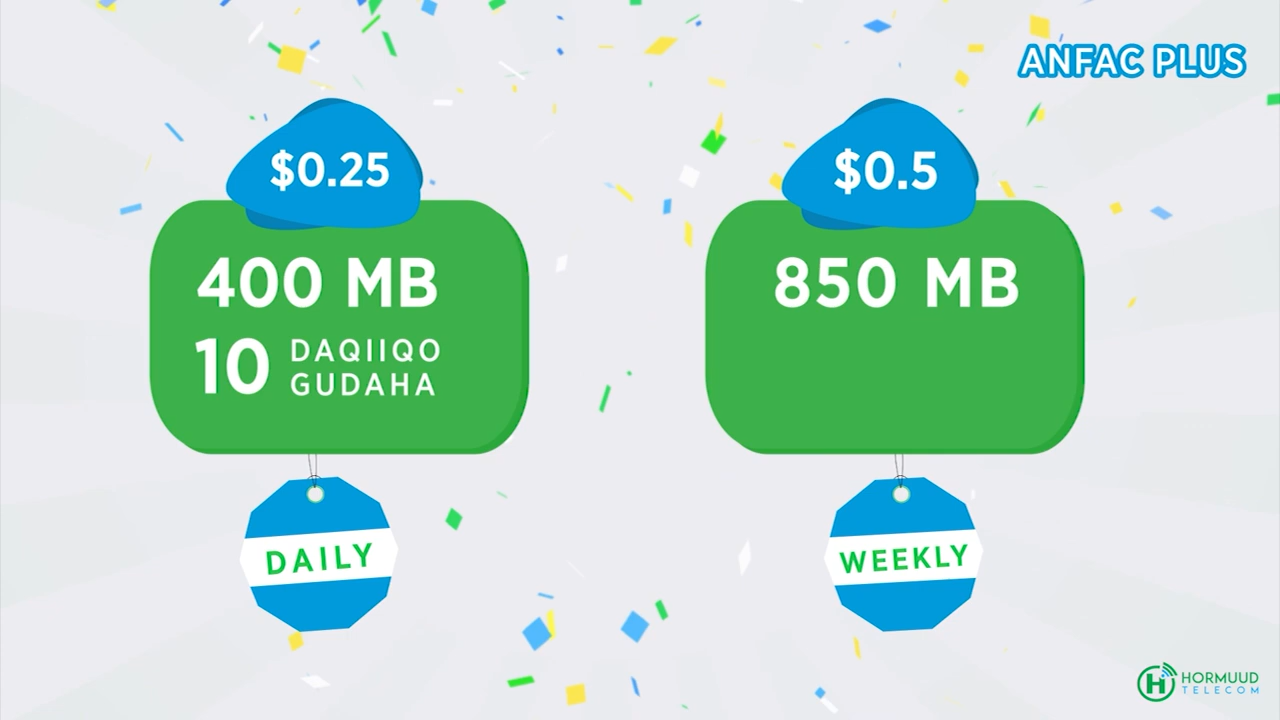 ANFAC PLUS
$0.25
400 MB
10 DAQIIQO
GUDAHA
DAILY
$0.5
850 MB
WEEKLY
HORMUUD
TELECOM